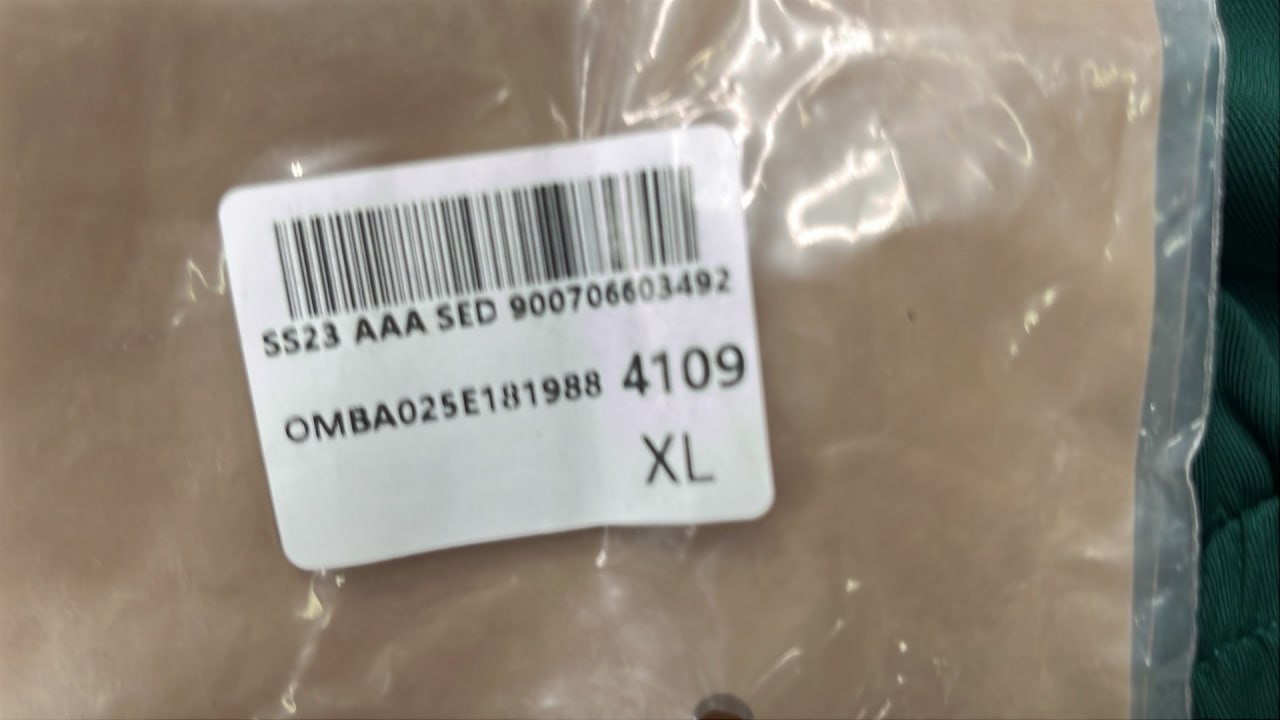 SS23 AAA SED 900706603492
OMBA025E181988 4109
XL